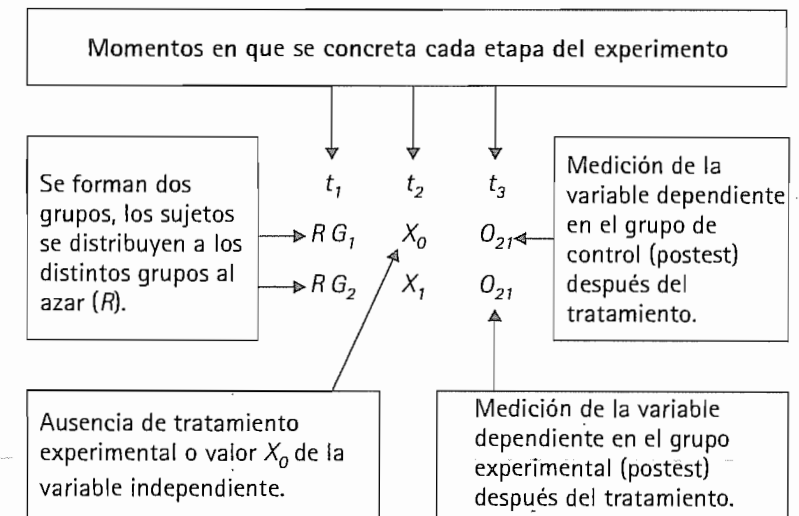 Momentos en que se concreta cada etapa del experimento
Se forman dos
grupos, los sujetos
se distribuyen a los
distintos grupos al
azar (R).
t1 t2 t3
R G1 X0 O21
R G2 X1 O21
Medición de la
variable dependiente
en el grupo de
control (postest)
después del
tratamiento.
Ausencia de tratamiento
experimental o valor X0 de la
variable independiente.
Medición de la variable
dependiente en el grupo
experimental (postest)
después del tratamiento.